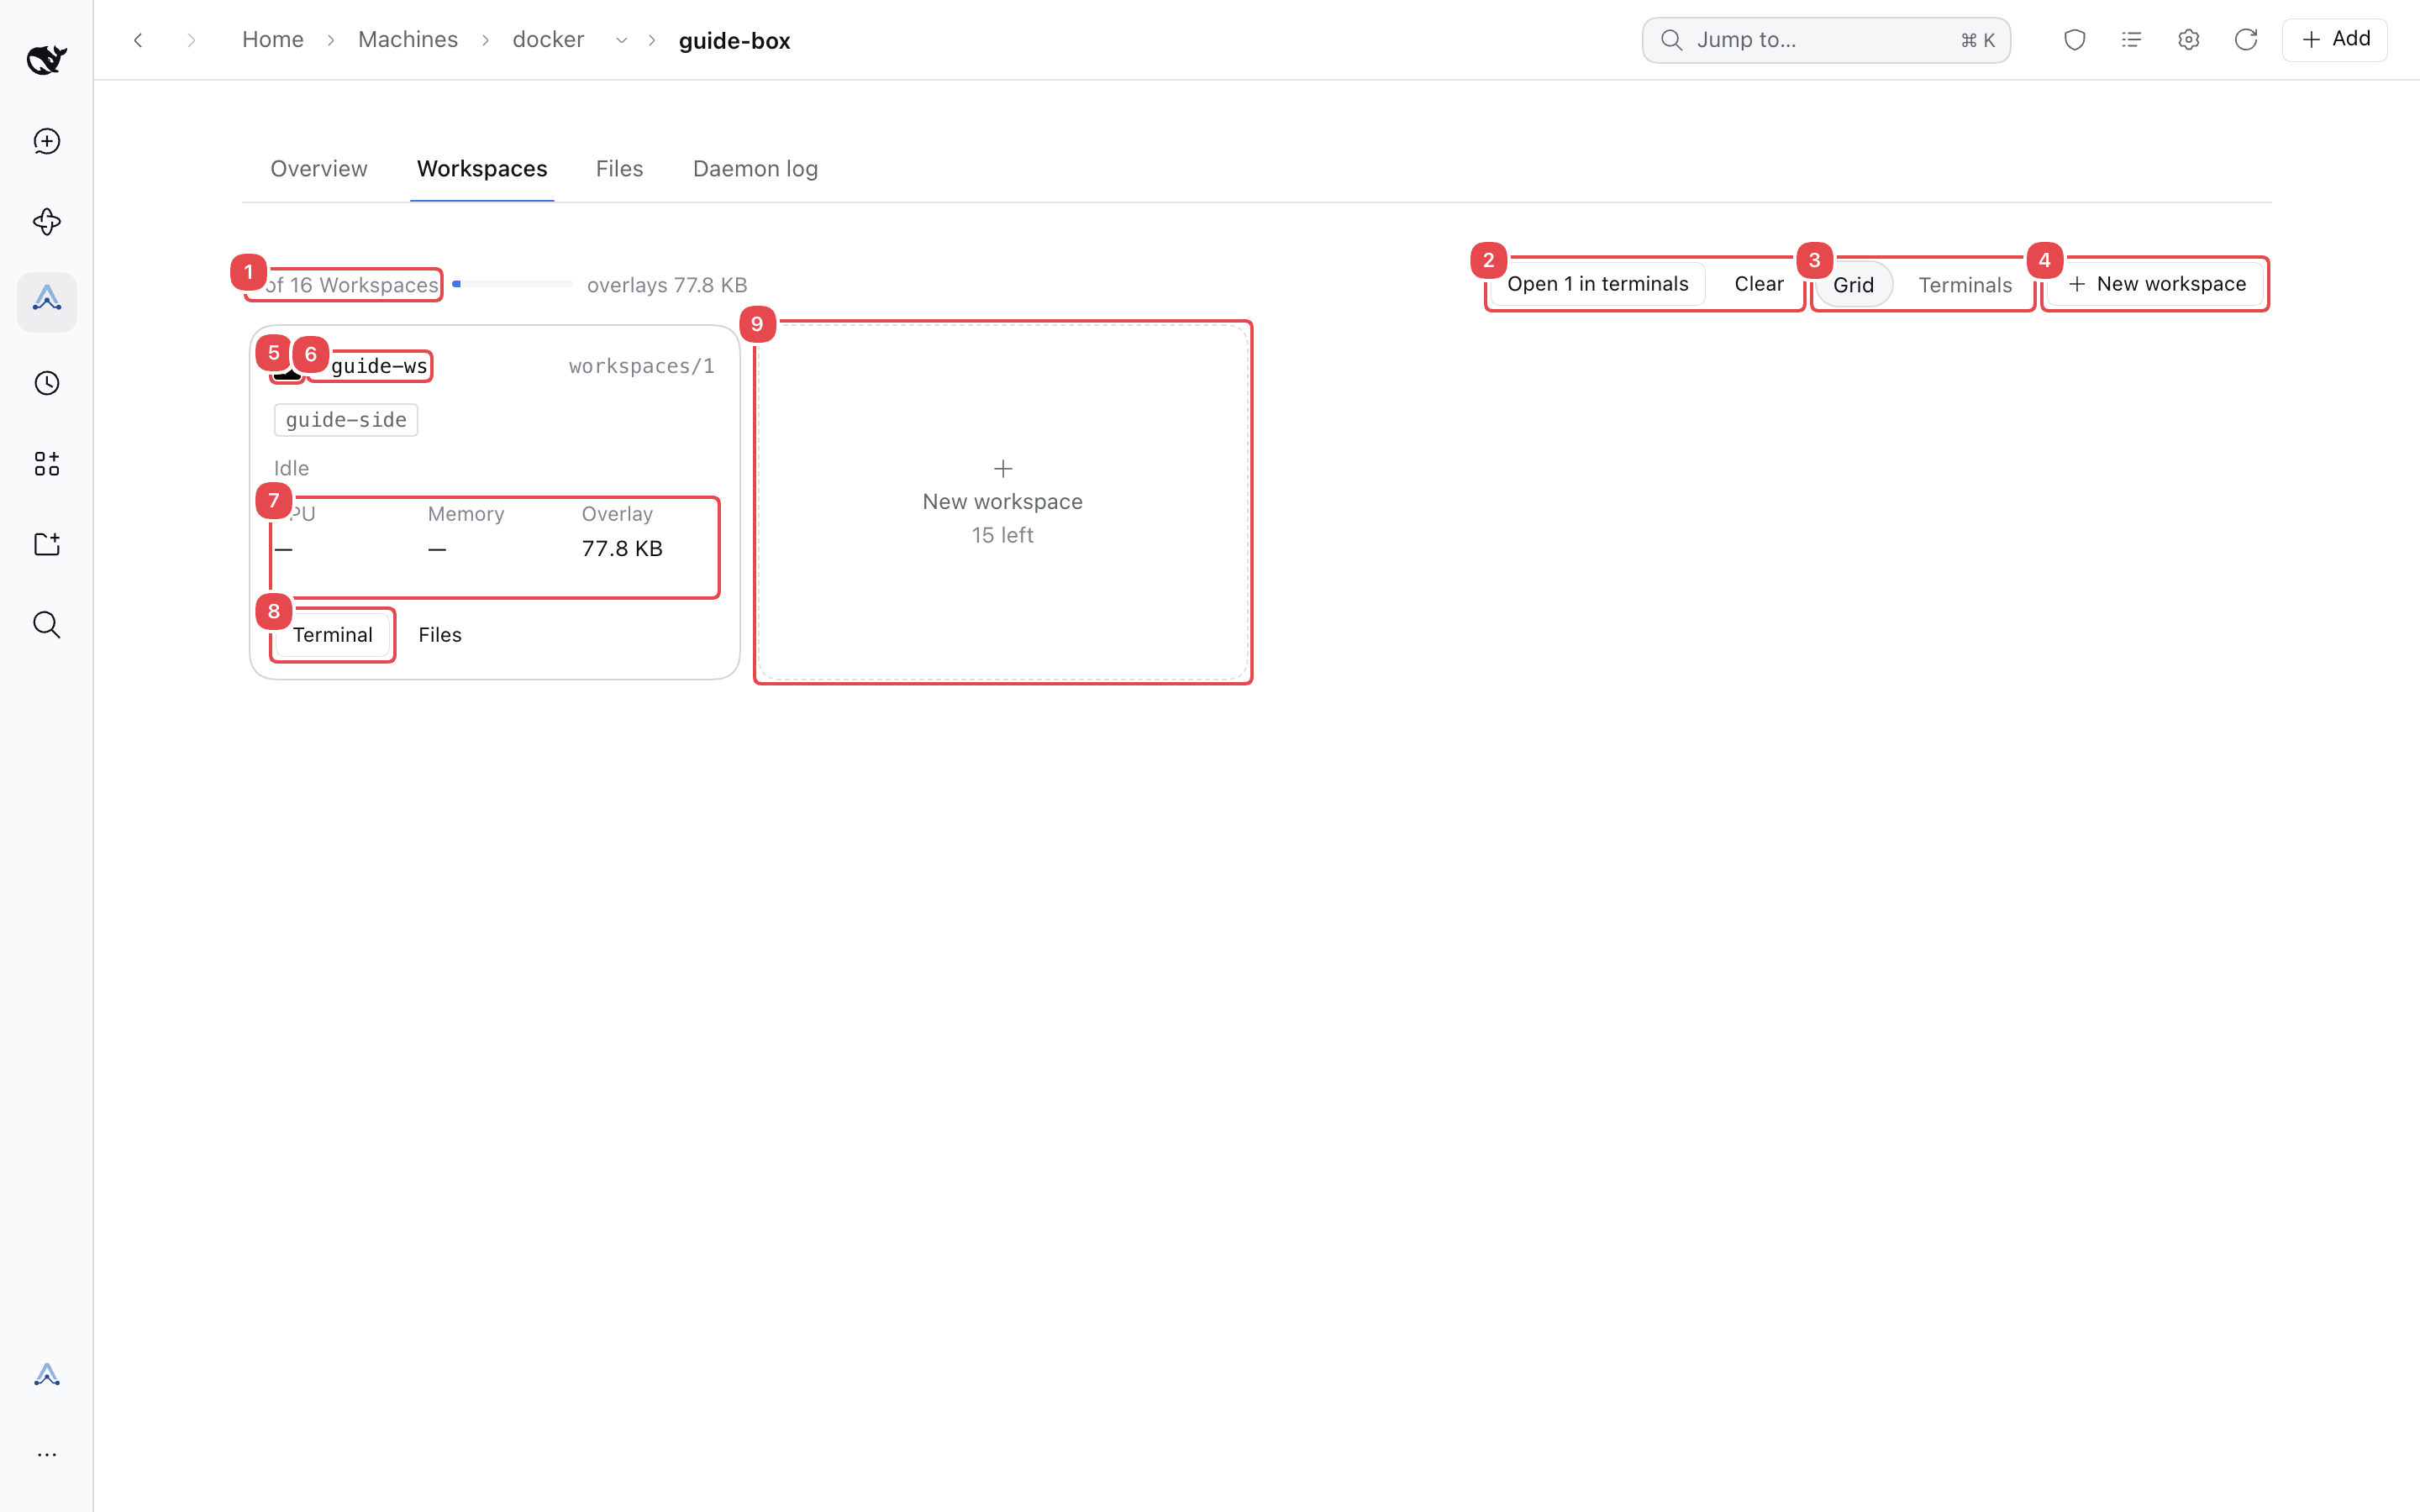 Home > Machines > docker > guide-box
Jump to... ⌘ K
+ Add
Overview Workspaces Files Daemon log
1 of 16 Workspaces
overlays 77.8 KB
2 Open 1 in terminals Clear
3 Grid Terminals
4 + New workspace
5 6 guide-ws
workspaces/1
guide-side
Idle
7 PU Memory Overlay
— — 77.8 KB
8 Terminal Files
9
+
New workspace
15 left